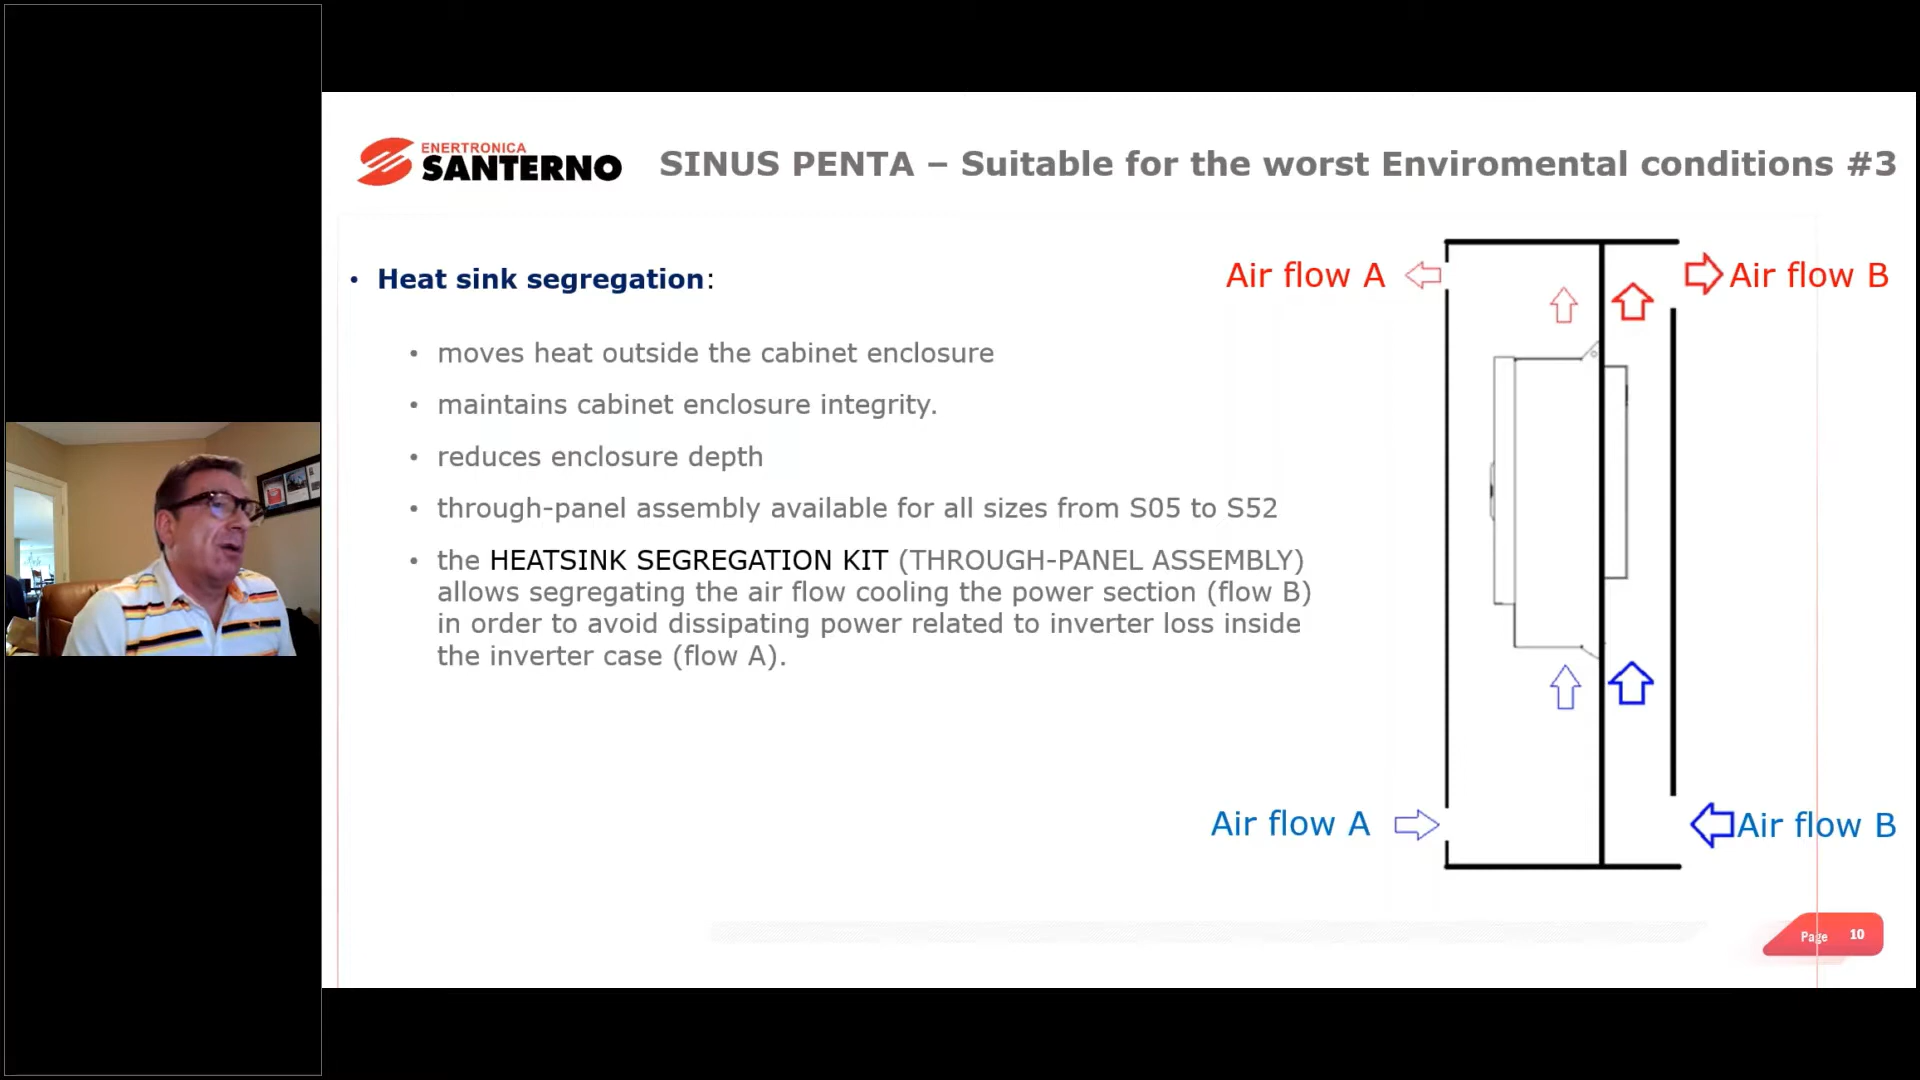 ENERTRONICA
SANTERNO
SINUS PENTA – Suitable for the worst Enviromental conditions #3
• Heat sink segregation:
• moves heat outside the cabinet enclosure
• maintains cabinet enclosure integrity.
• reduces enclosure depth
• through-panel assembly available for all sizes from S05 to S52
• the HEATSINK SEGREGATION KIT (THROUGH-PANEL ASSEMBLY)
allows segregating the air flow cooling the power section (flow B)
in order to avoid dissipating power related to inverter loss inside
the inverter case (flow A).
Air flow A
Air flow B
Air flow A
Air flow B
Page 10